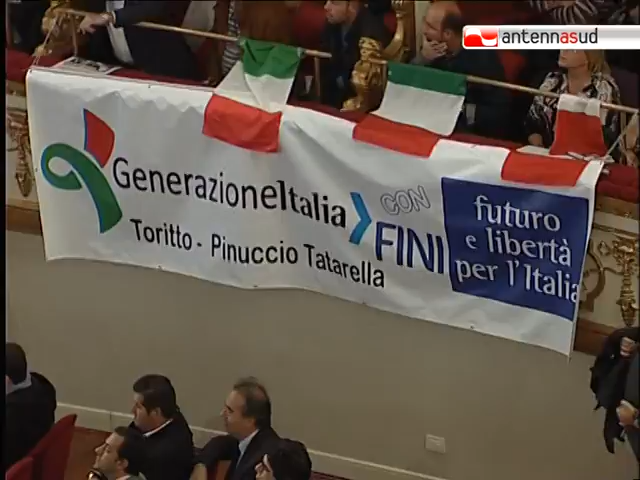 antennasud
GenerazioneItalia
Toritto - Pinuccio Tatarella
CON
FINI
futuro
e libertà
per l'Italia